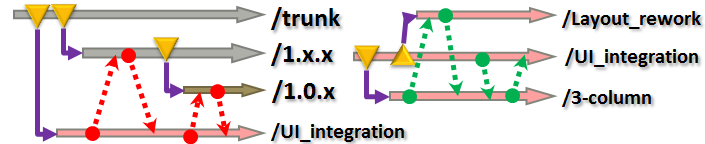 /trunk
/1.x.x
/1.0.x
/UI_integration
/Layout_rework
/UI_integration
/3-column